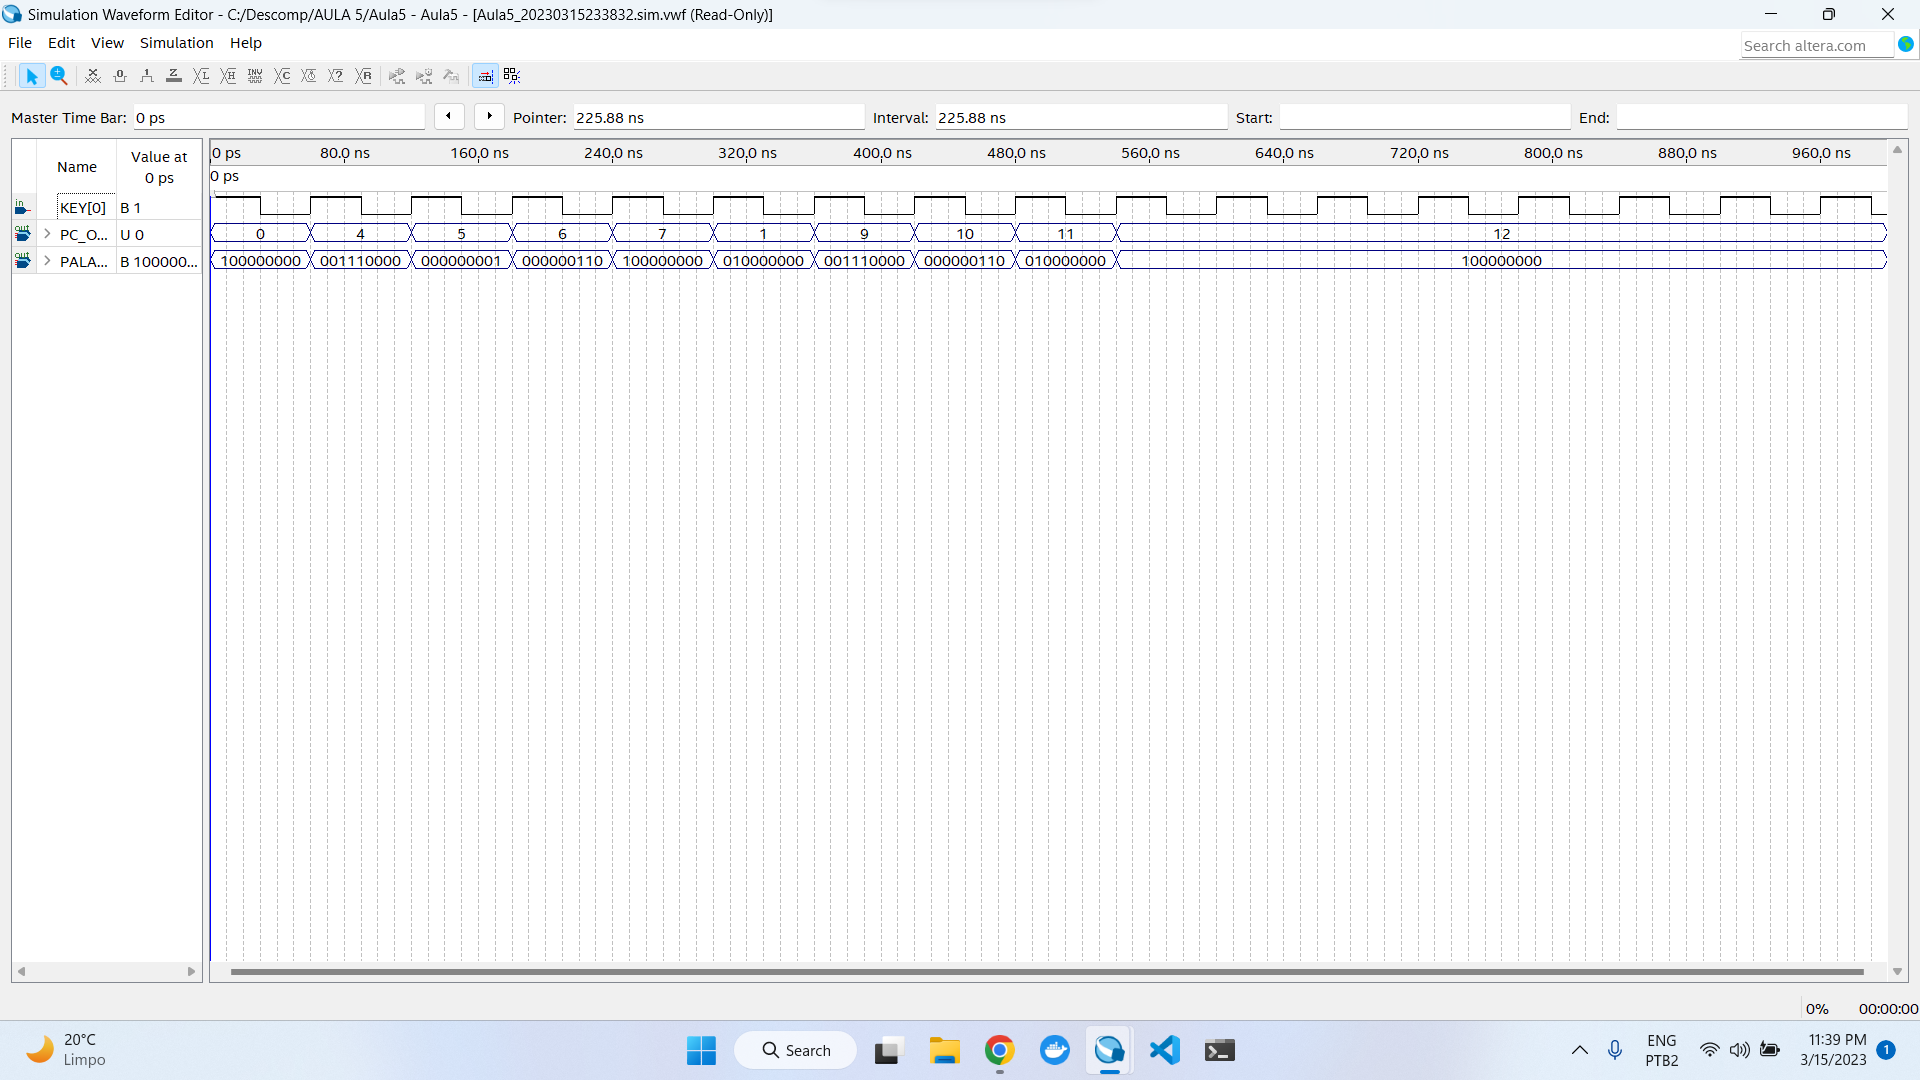 Simulation Waveform Editor - C:/Descomp/AULA 5/Aula5 - Aula5 - [Aula5_20230315233832.sim.vwf (Read-Only)]
File Edit View Simulation Help
Search altera.com
Master Time Bar: 0 ps Pointer: 225.88 ns Interval: 225.88 ns Start: End:
Name Value at 0 ps
0 ps 80.0 ns 160.0 ns 240.0 ns 320.0 ns 400.0 ns 480.0 ns 560.0 ns 640.0 ns 720.0 ns 800.0 ns 880.0 ns 960.0 ns
0 ps
in KEY[0] B 1
out PC_O... U 0 0 4 5 6 7 1 9 10 11 12
out PALA... B 100000... 100000000 001110000 000000001 000000110 100000000 010000000 001110000 000000110 010000000 100000000
0% 00:00:00
20°C
Limpo
Search
ENG
PTB2
11:39 PM
3/15/2023
1